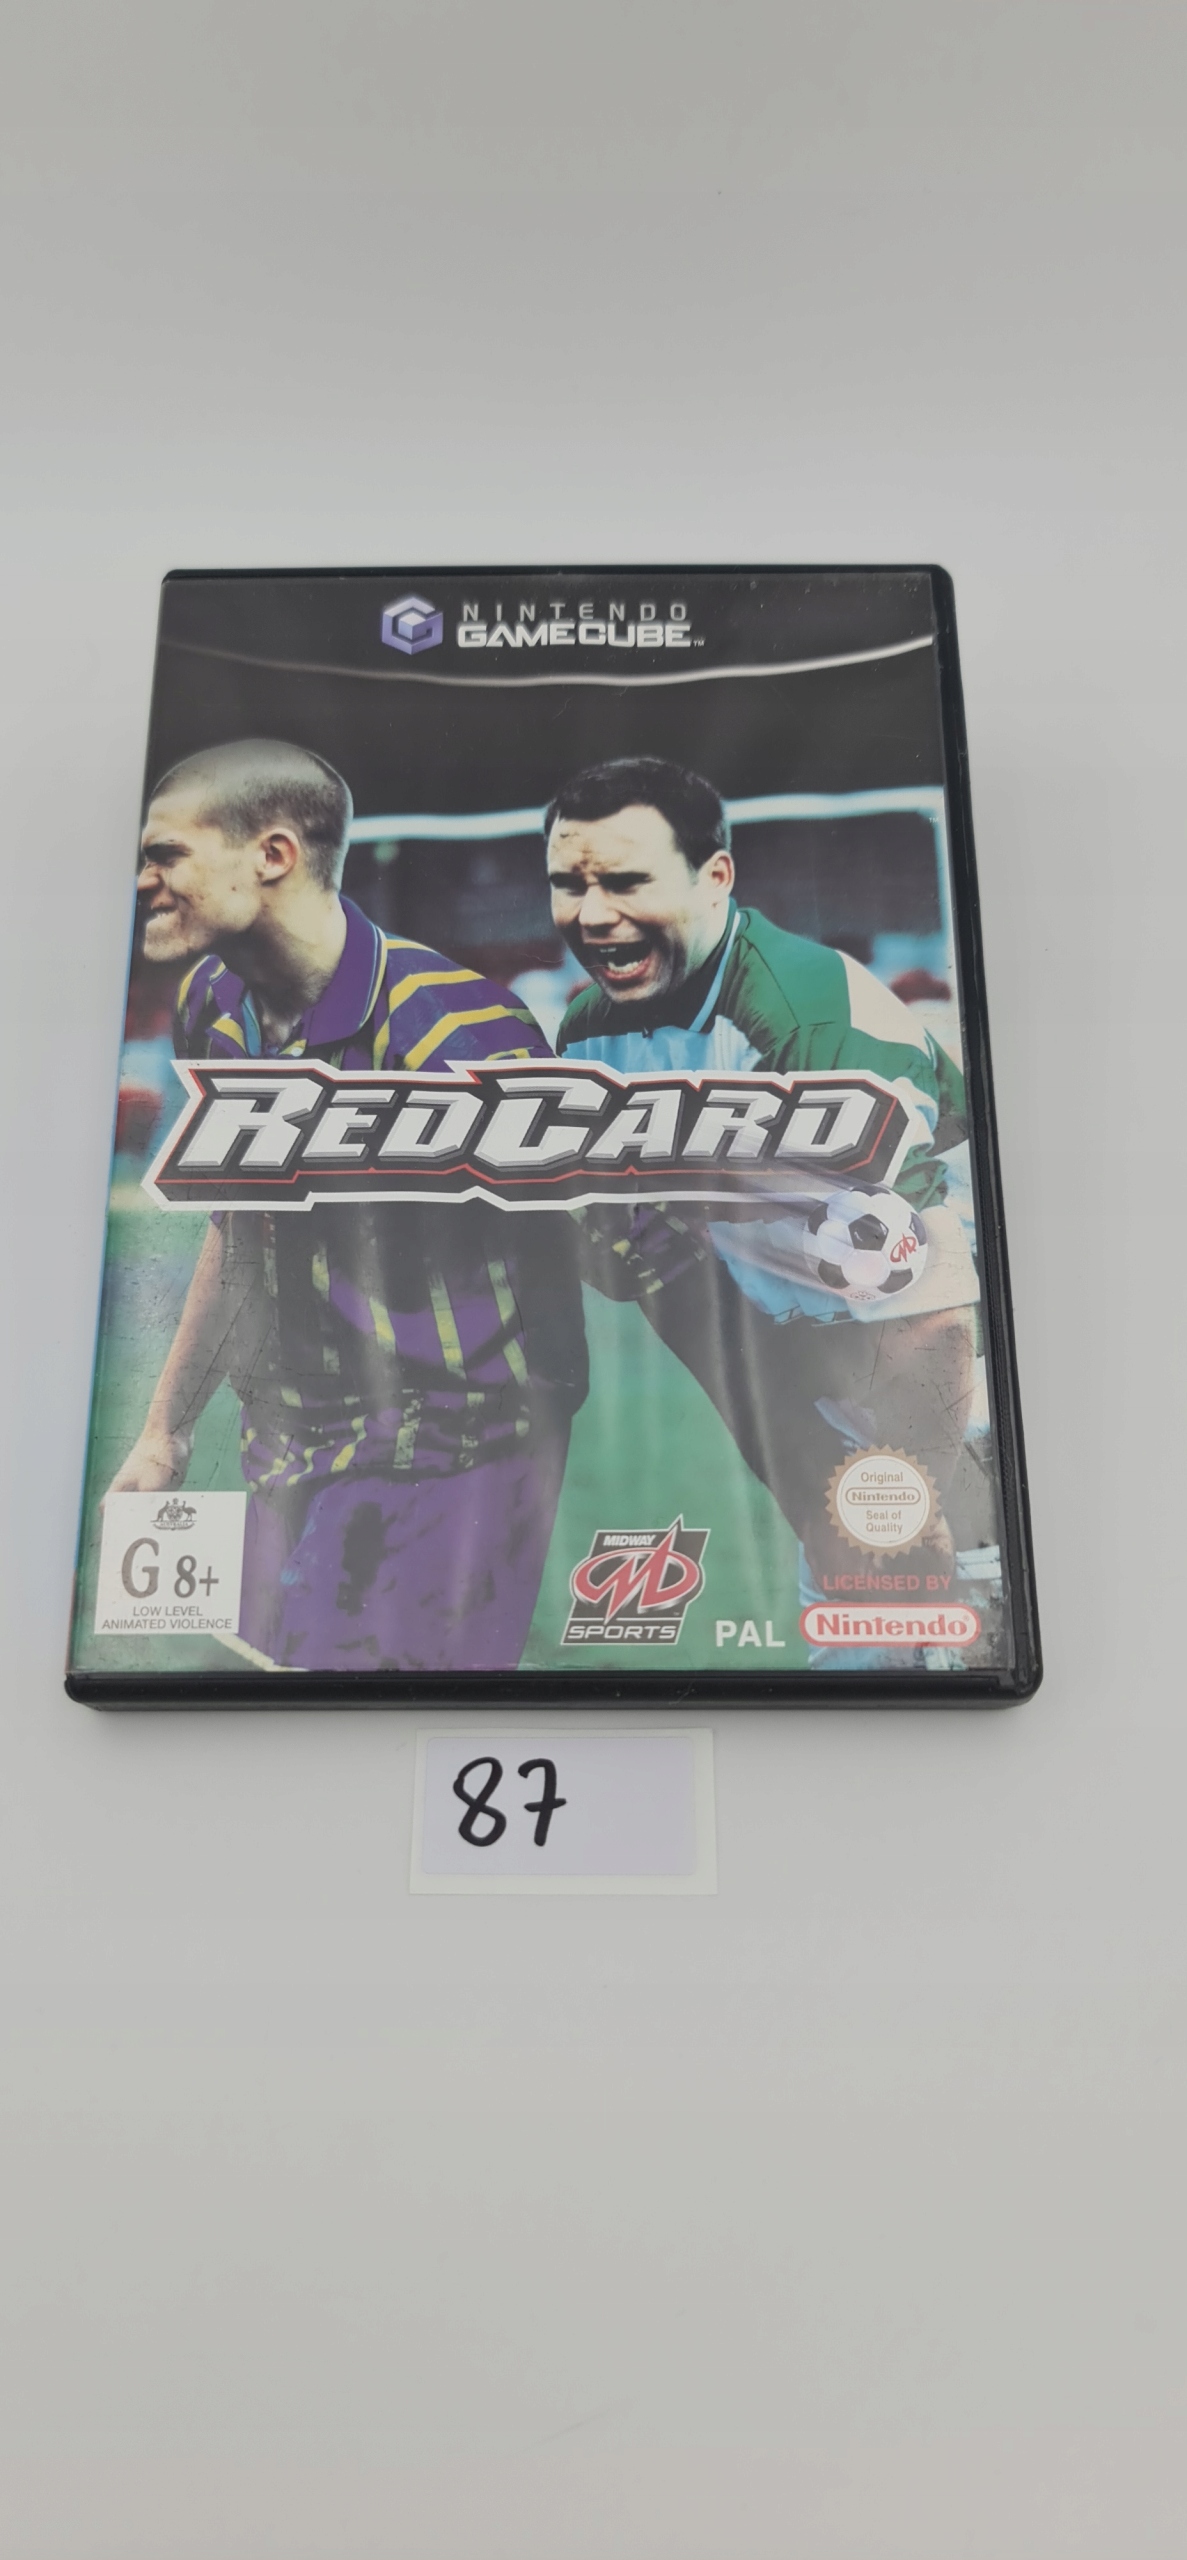 NINTENDO
GAMECUBE™
REDCARD
Original
Nintendo
Seal of
Quality
G 8+
LOW LEVEL
ANIMATED VIOLENCE
MIDWAY
SPORTS
PAL
LICENSED BY
Nintendo®
87